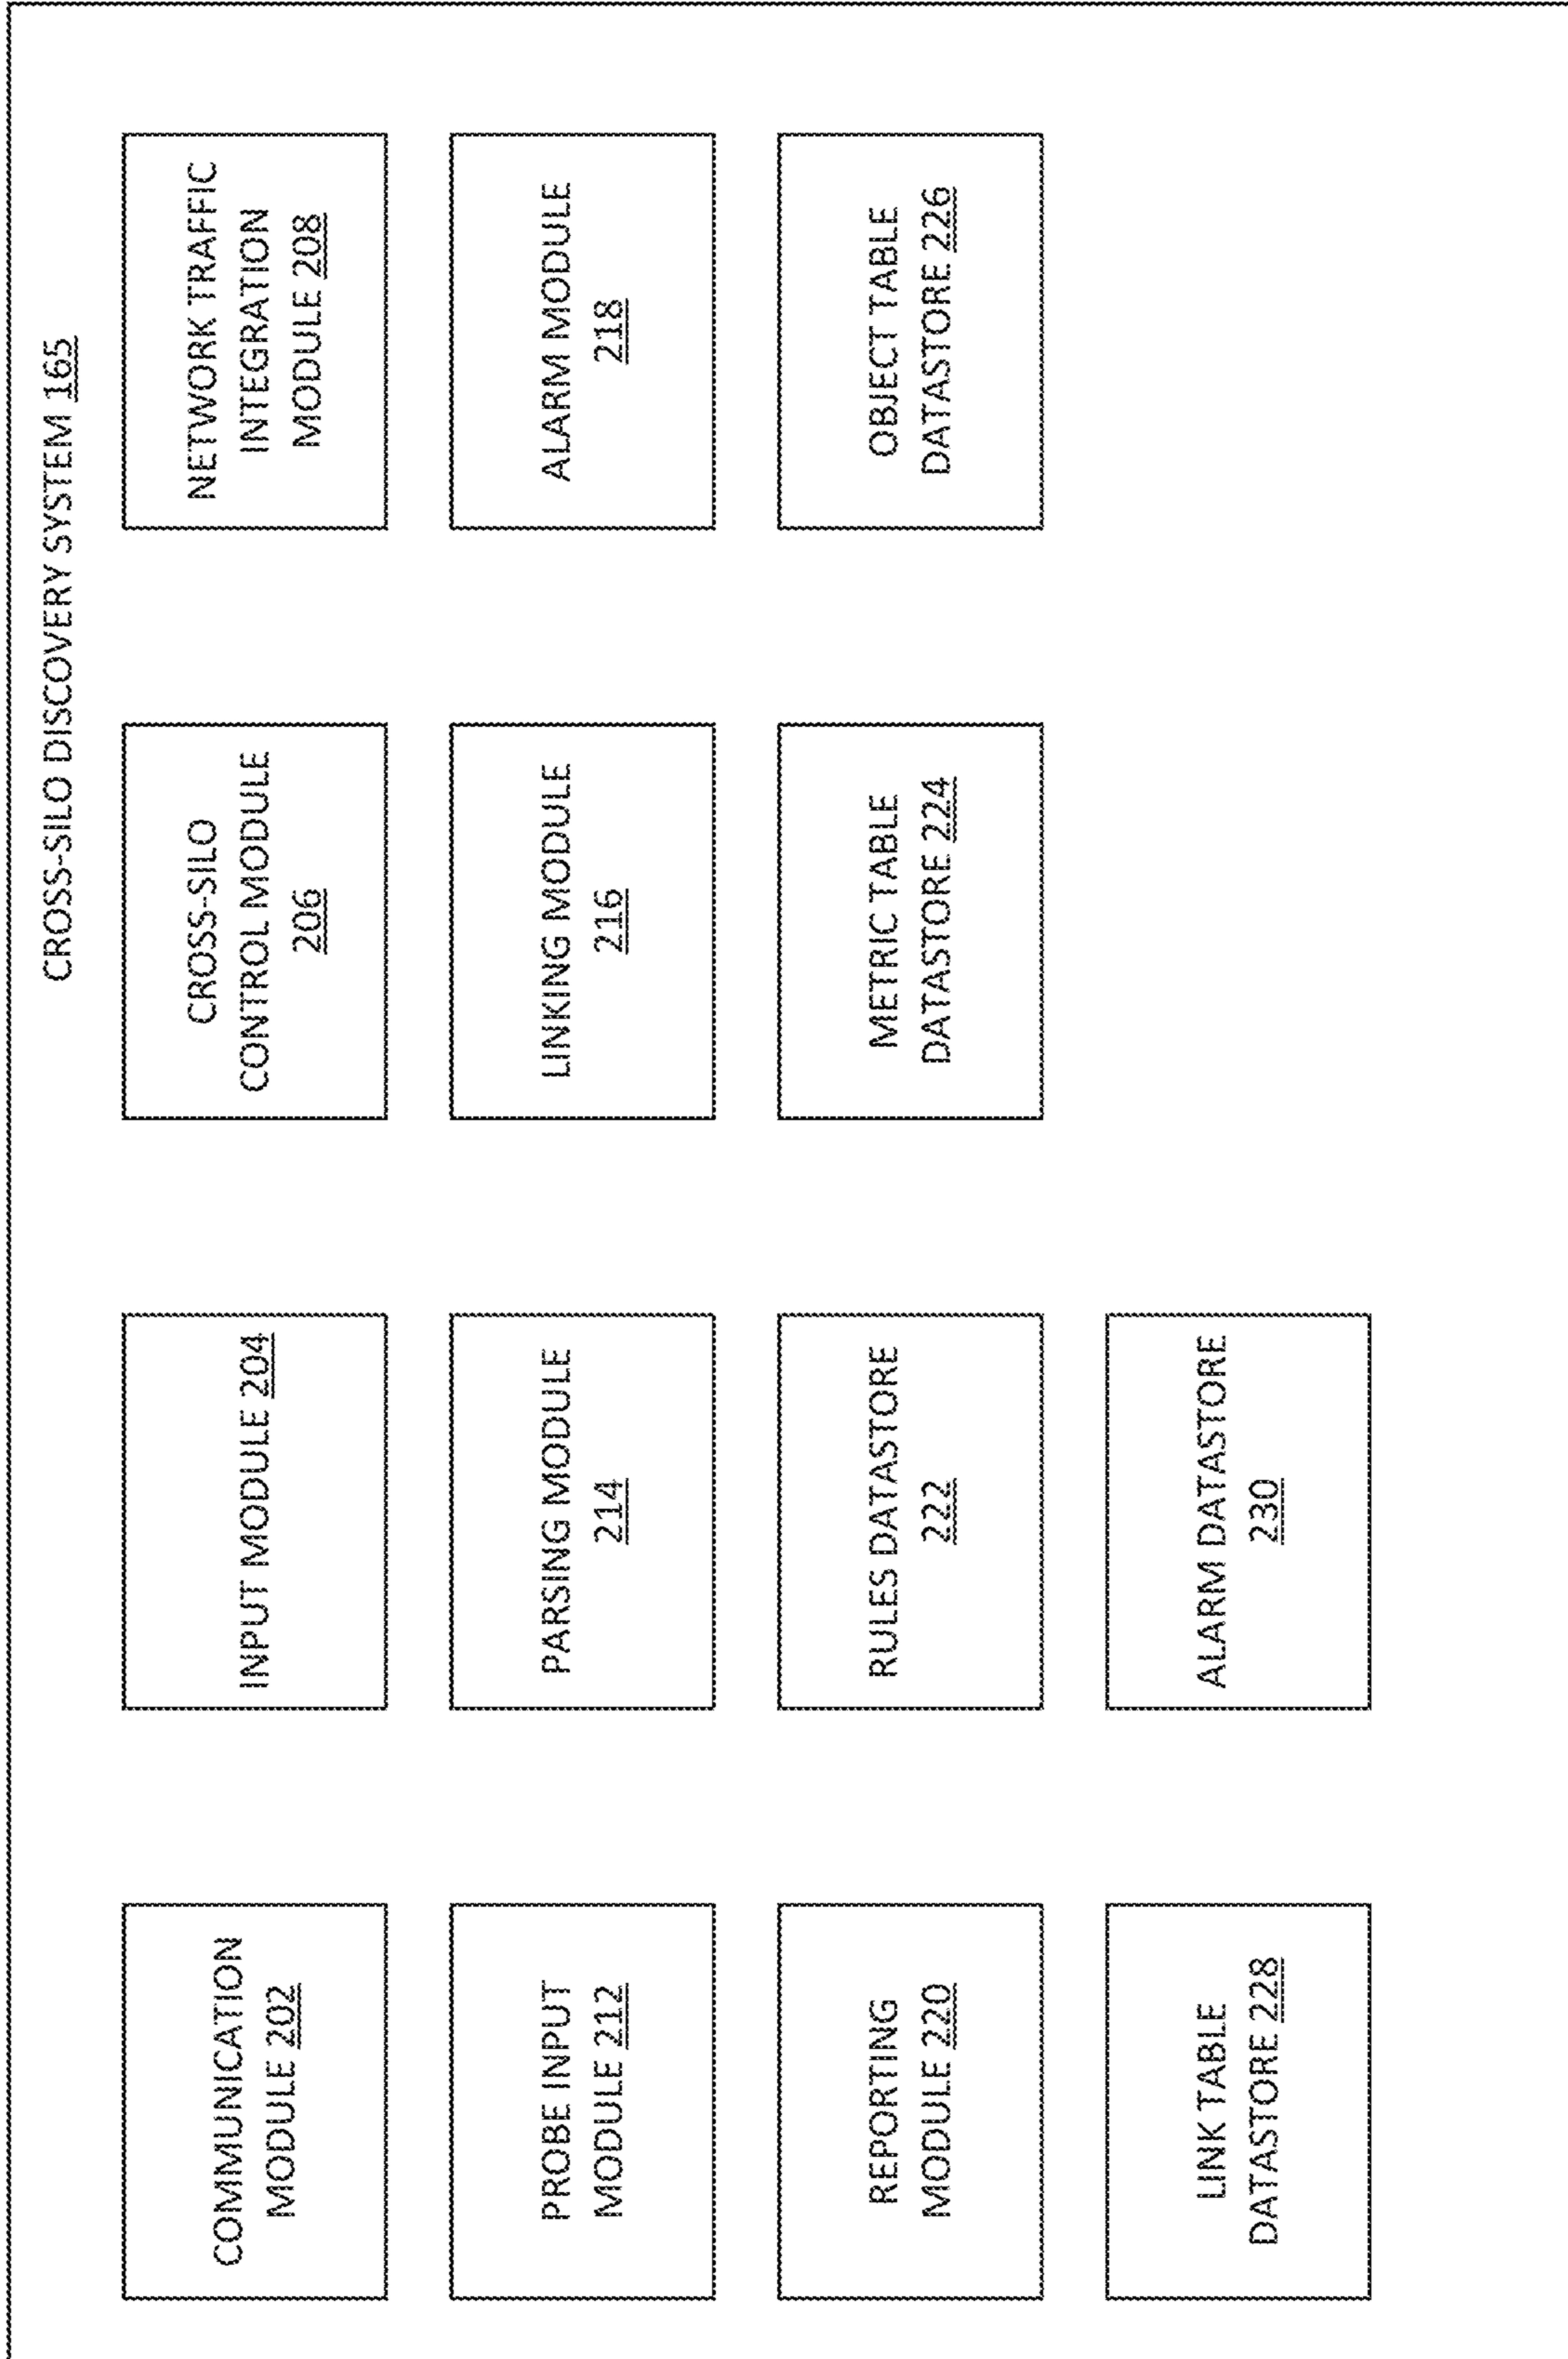 CROSS-SILO DISCOVERY SYSTEM 165
COMMUNICATION
MODULE 202
INPUT MODULE 204
CROSS-SILO
CONTROL MODULE
206
NETWORK TRAFFIC
INTEGRATION
MODULE 208
PROBE INPUT
MODULE 212
PARSING MODULE
214
LINKING MODULE
216
ALARM MODULE
218
REPORTING
MODULE 220
RULES DATASTORE
222
METRIC TABLE
DATASTORE 224
OBJECT TABLE
DATASTORE 226
LINK TABLE
DATASTORE 228
ALARM DATASTORE
230